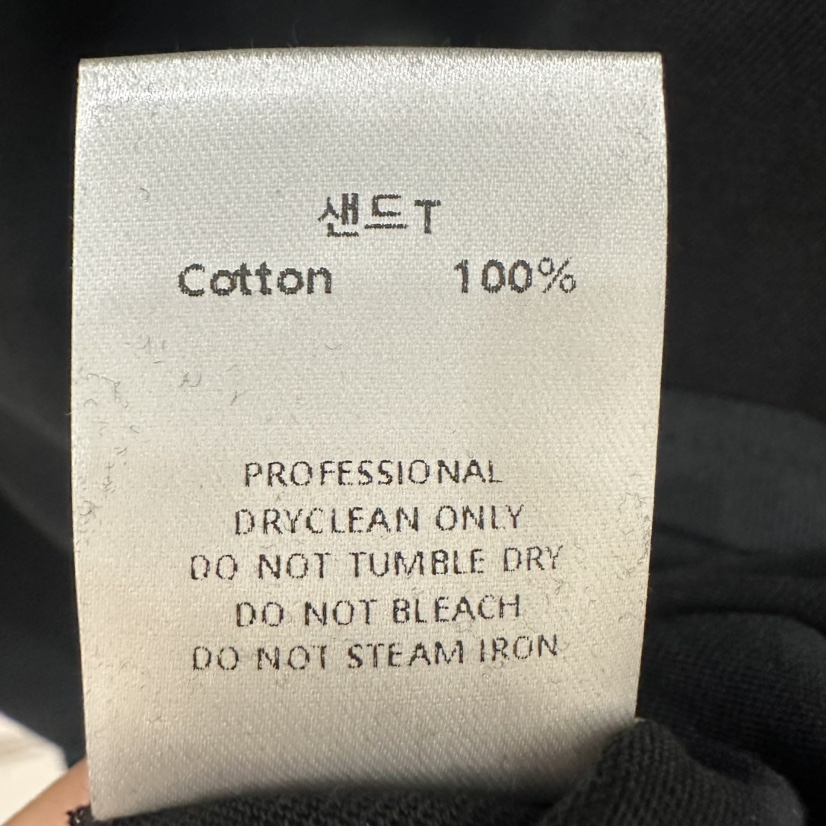 샌드T
Cotton 100%
PROFESSIONAL
DRYCLEAN ONLY
DO NOT TUMBLE DRY
DO NOT BLEACH
DO NOT STEAM IRON